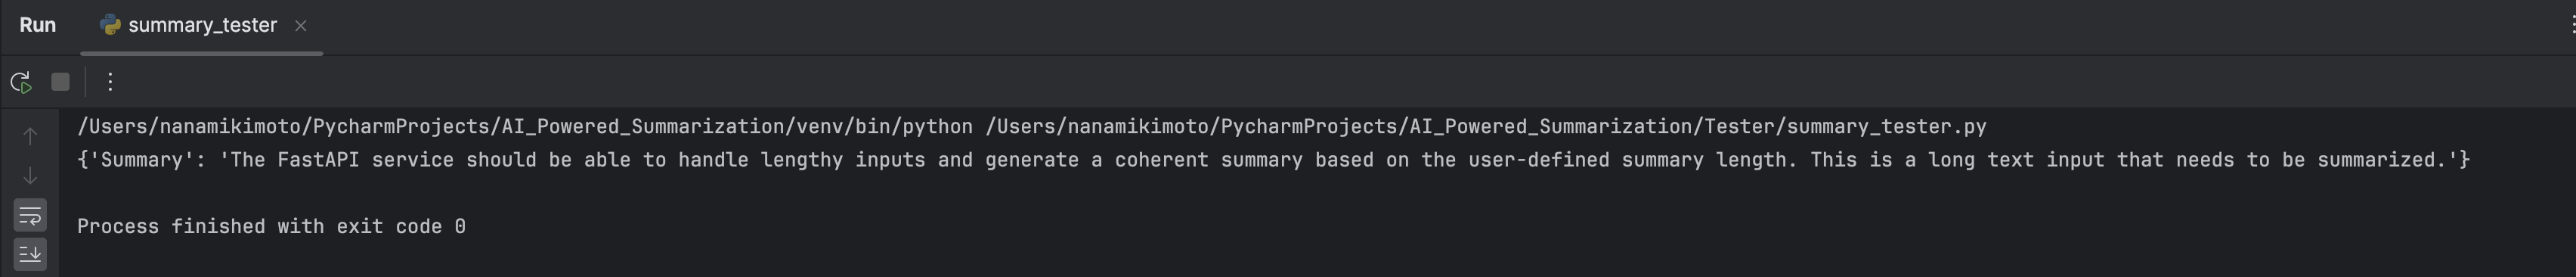 Run summary_tester
/Users/nanamikimoto/PycharmProjects/AI_Powered_Summarization/venv/bin/python /Users/nanamikimoto/PycharmProjects/AI_Powered_Summarization/Tester/summary_tester.py
{'Summary': 'The FastAPI service should be able to handle lengthy inputs and generate a coherent summary based on the user-defined summary length. This is a long text input that needs to be summarized.'}
Process finished with exit code 0